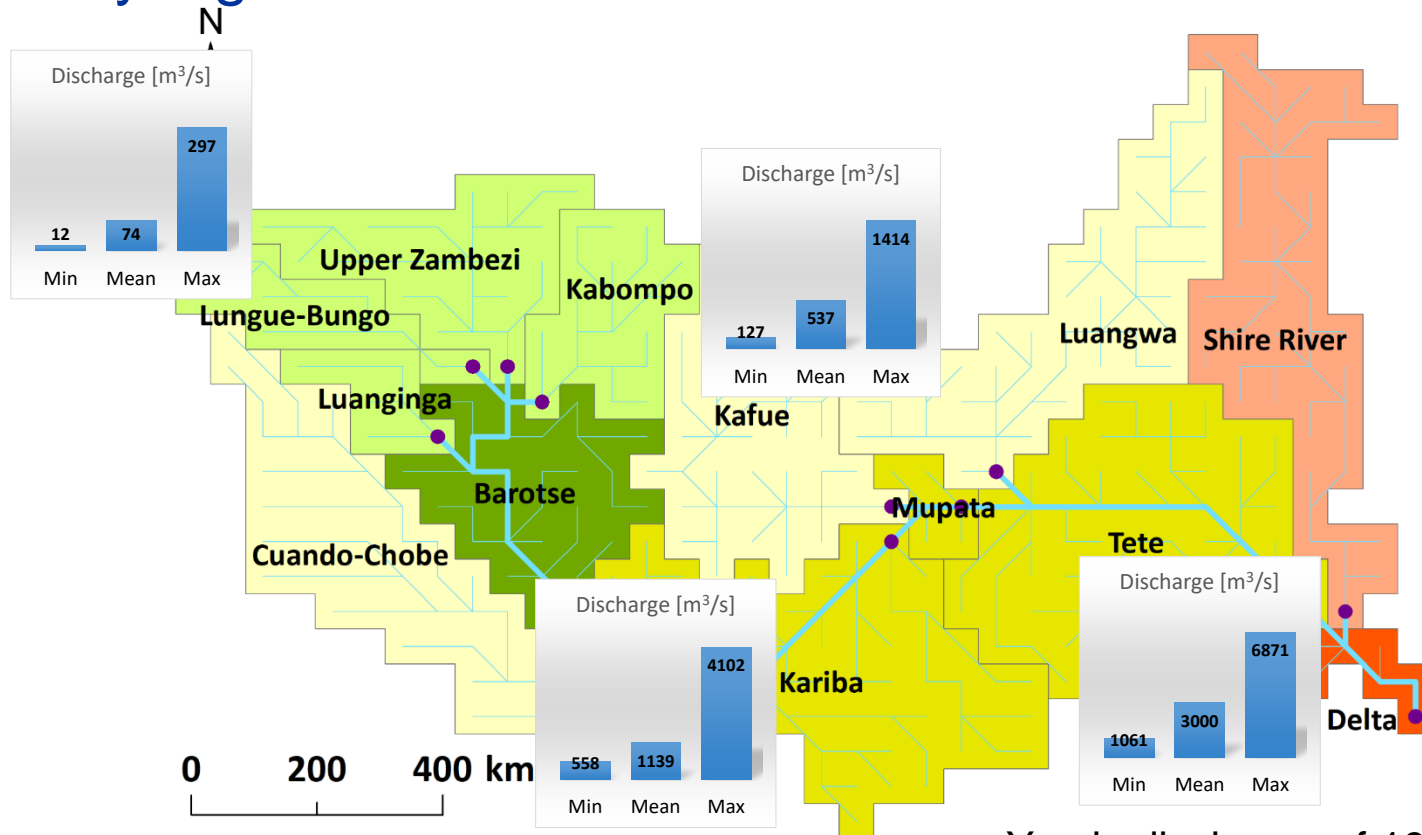 N
Discharge [m³/s]
12
74
297
Min Mean Max
Discharge [m³/s]
127
537
1414
Min Mean Max
Upper Zambezi
Kabompo
Lungue-Bungo
Luanginga
Kafue
Luangwa
Shire River
Barotse
Mupata
Cuando-Chobe
Tete
Discharge [m³/s]
558
1139
4102
Min Mean Max
Kariba
Discharge [m³/s]
1061
3000
6871
Min Mean Max
Delta
0 200 400 km